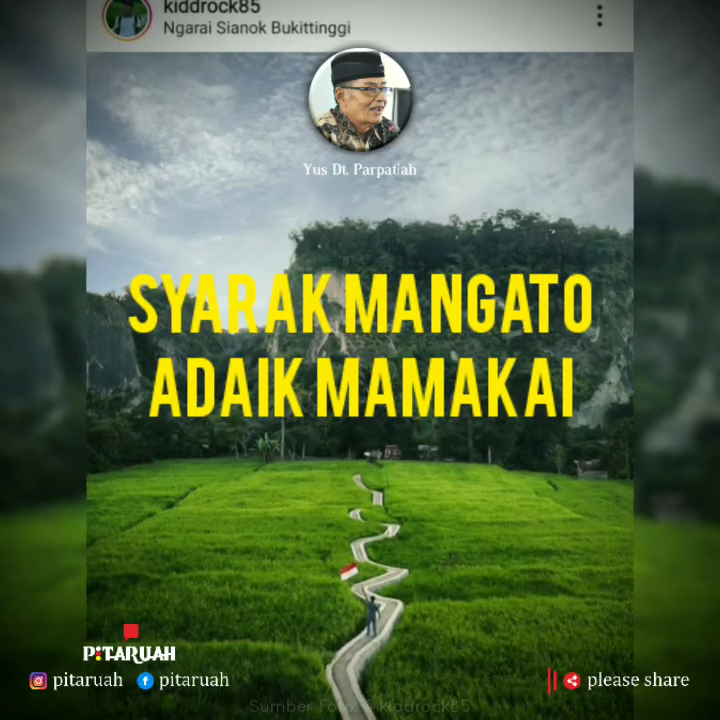 kiddrock85
Ngarai Sianok Bukittinggi
Yus Dt. Parpatiah
SYARAK MANGATO
ADAIK MAMAKAI
PiTARUAH
pitaruah pitaruah
please share
Sumber Foto @kiddrock85